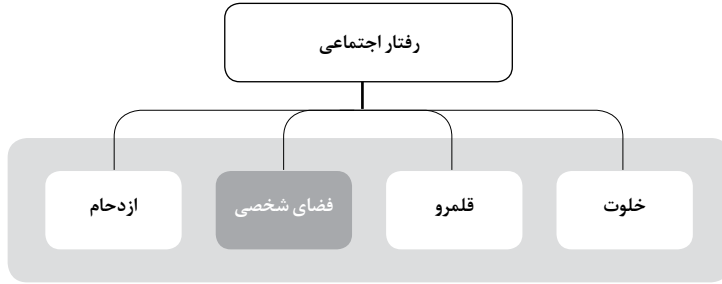 رفتار اجتماعی
خلوت
قلمرو
فضای شخصی
ازدحام